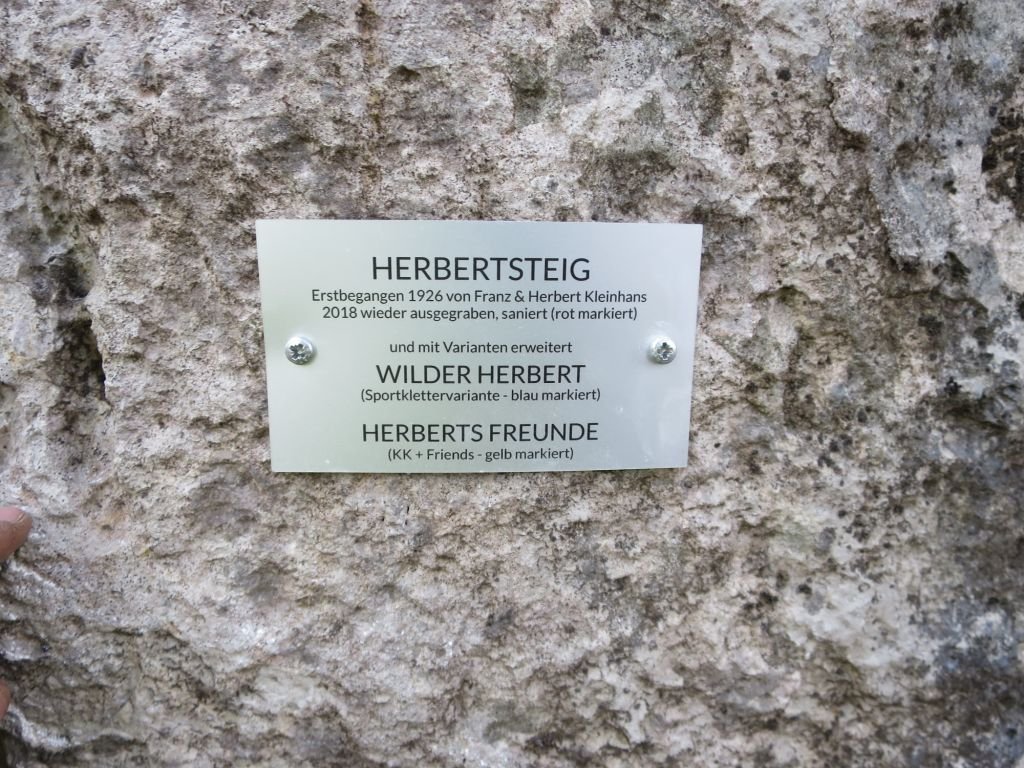 HERBERTSTEIG
Erstbegangen 1926 von Franz & Herbert Kleinhans
2018 wieder ausgegraben, saniert (rot markiert)
und mit Varianten erweitert
WILDER HERBERT
(Sportklettervariante - blau markiert)
HERBERTS FREUNDE
(KK + Friends - gelb markiert)